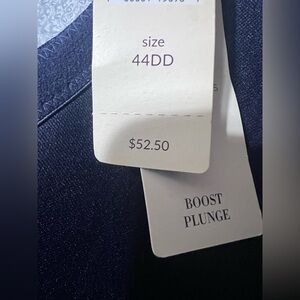 size
44DD
$52.50
BOOST
PLUNGE